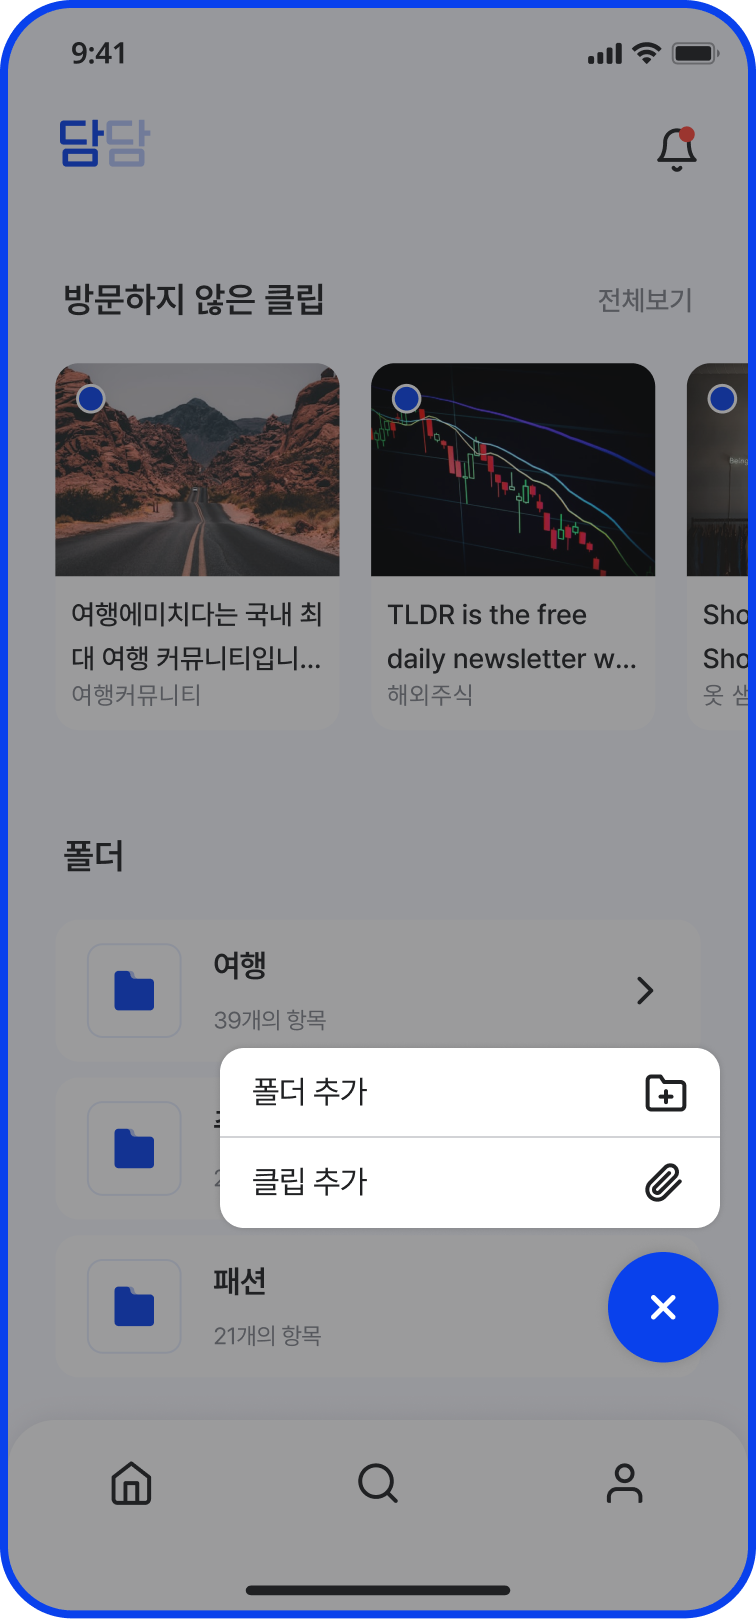 9:41
담담
방문하지 않은 클립
전체보기
여행에미치다는 국내 최
대 여행 커뮤니티입니...
여행커뮤니티
TLDR is the free
daily newsletter w...
해외주식
Sho
Sho
옷
폴더
여행
39개의 항목
폴더 추가
클립 추가
패션
21개의 항목